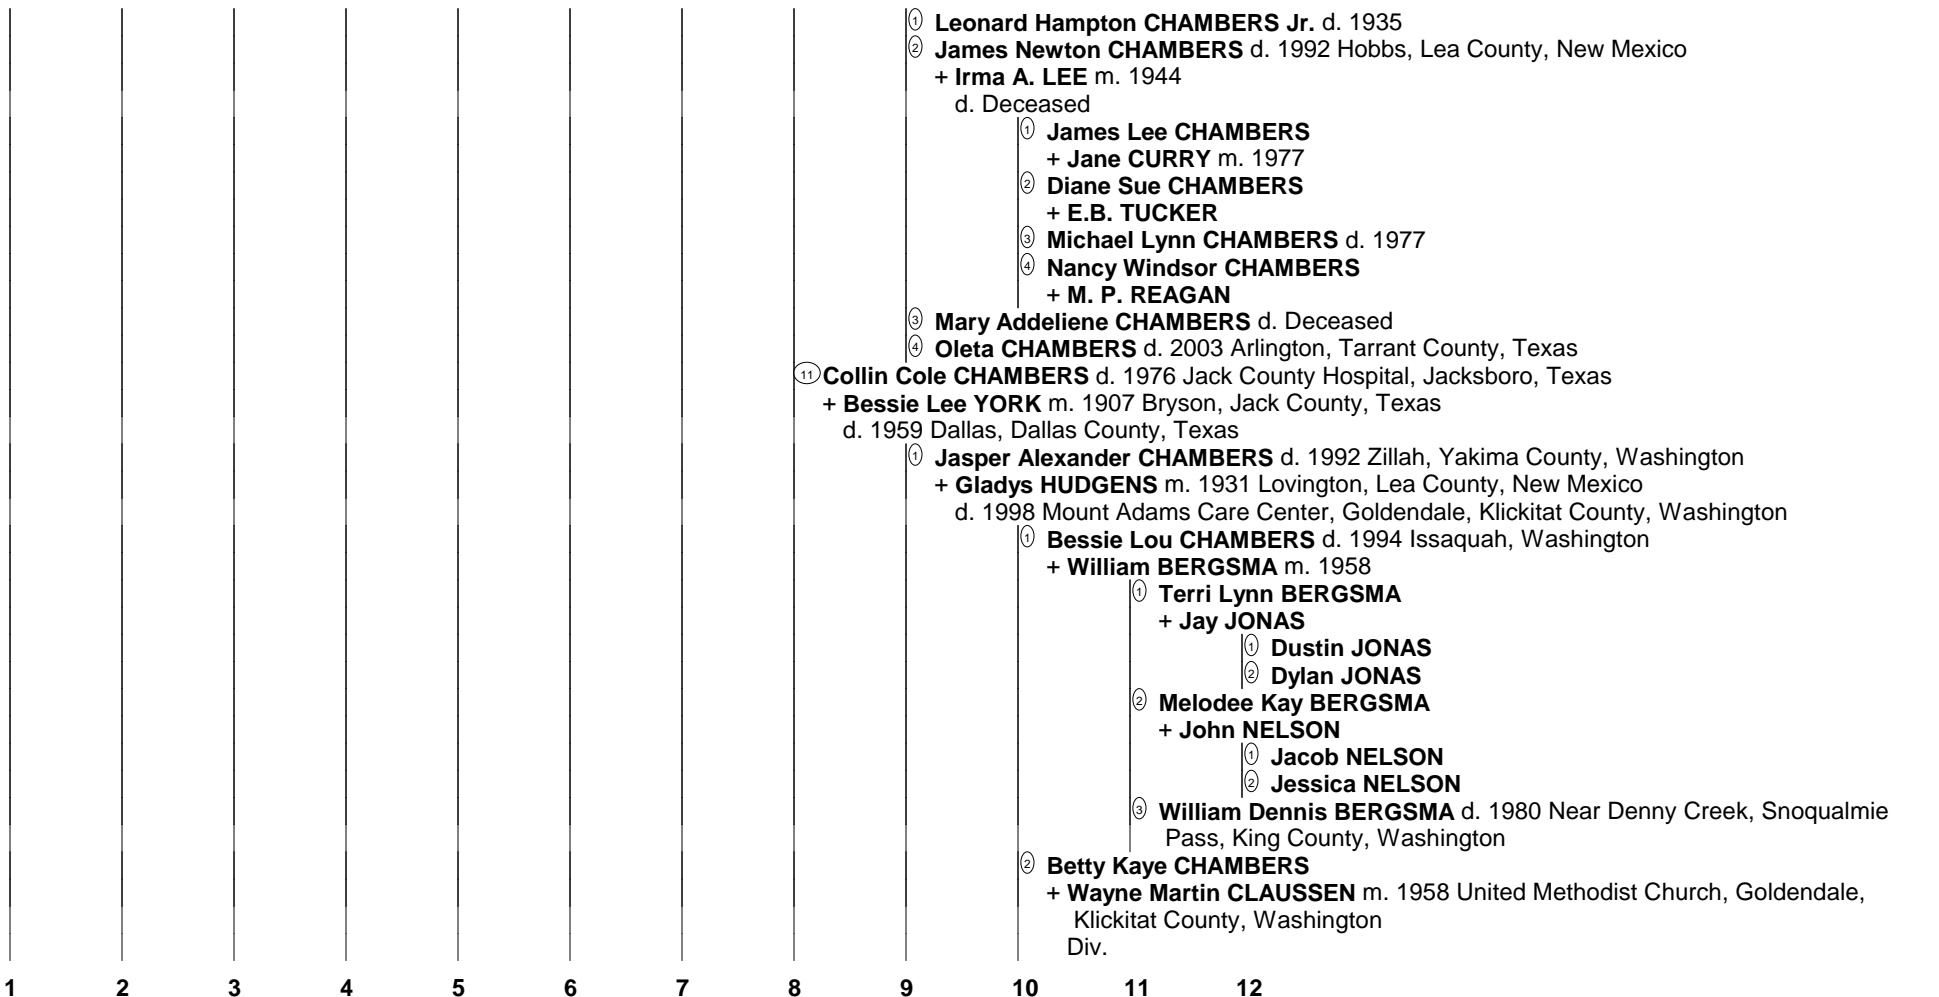 ① Leonard Hampton CHAMBERS Jr. d. 1935
② James Newton CHAMBERS d. 1992 Hobbs, Lea County, New Mexico
+ Irma A. LEE m. 1944
d. Deceased
① James Lee CHAMBERS
+ Jane CURRY m. 1977
② Diane Sue CHAMBERS
+ E.B. TUCKER
③ Michael Lynn CHAMBERS d. 1977
④ Nancy Windsor CHAMBERS
+ M. P. REAGAN
③ Mary Addeliene CHAMBERS d. Deceased
④ Oleta CHAMBERS d. 2003 Arlington, Tarrant County, Texas
⑪ Collin Cole CHAMBERS d. 1976 Jack County Hospital, Jacksboro, Texas
+ Bessie Lee YORK m. 1907 Bryson, Jack County, Texas
d. 1959 Dallas, Dallas County, Texas
① Jasper Alexander CHAMBERS d. 1992 Zillah, Yakima County, Washington
+ Gladys HUDGENS m. 1931 Lovington, Lea County, New Mexico
d. 1998 Mount Adams Care Center, Goldendale, Klickitat County, Washington
① Bessie Lou CHAMBERS d. 1994 Issaquah, Washington
+ William BERGSMA m. 1958
① Terri Lynn BERGSMA
+ Jay JONAS
① Dustin JONAS
② Dylan JONAS
② Melodee Kay BERGSMA
+ John NELSON
① Jacob NELSON
② Jessica NELSON
③ William Dennis BERGSMA d. 1980 Near Denny Creek, Snoqualmie
Pass, King County, Washington
② Betty Kaye CHAMBERS
+ Wayne Martin CLAUSSEN m. 1958 United Methodist Church, Goldendale,
Klickitat County, Washington
Div.
1 2 3 4 5 6 7 8 9 10 11 12